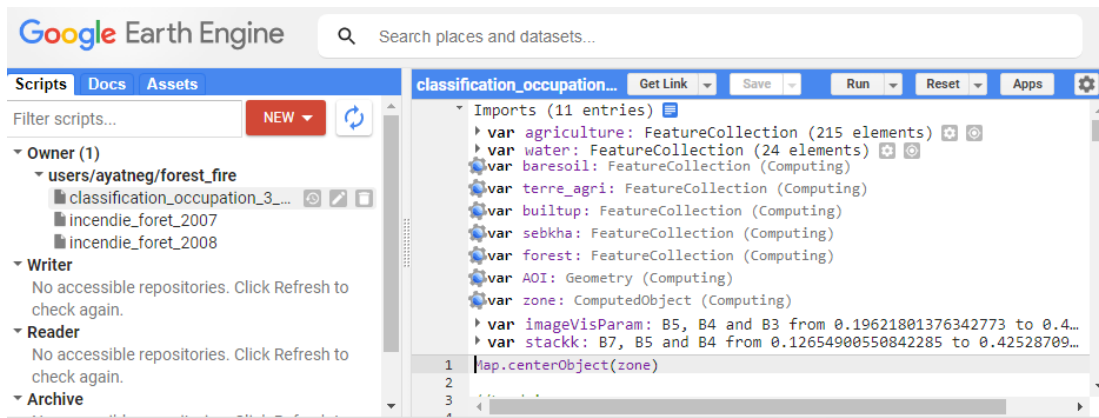 Google Earth Engine
Search places and datasets...
Scripts Docs Assets
Filter scripts... NEW
Owner (1)
users/ayatneg/forest_fire
classification_occupation_3_...
incendie_foret_2007
incendie_foret_2008
Writer
No accessible repositories. Click Refresh to
check again.
Reader
No accessible repositories. Click Refresh to
check again.
Archive
classification_occupation... Get Link Save Run Reset Apps
Imports (11 entries)
var agriculture: FeatureCollection (215 elements)
var water: FeatureCollection (24 elements)
var baresoil: FeatureCollection (Computing)
var terre_agri: FeatureCollection (Computing)
var builtup: FeatureCollection (Computing)
var sebkha: FeatureCollection (Computing)
var forest: FeatureCollection (Computing)
var AOI: Geometry (Computing)
var zone: ComputedObject (Computing)
var imageVisParam: B5, B4 and B3 from 0.19621801376342773 to 0.4...
var stackk: B7, B5 and B4 from 0.12654900550842285 to 0.42528709...
1 Map.centerObject(zone)
2
3